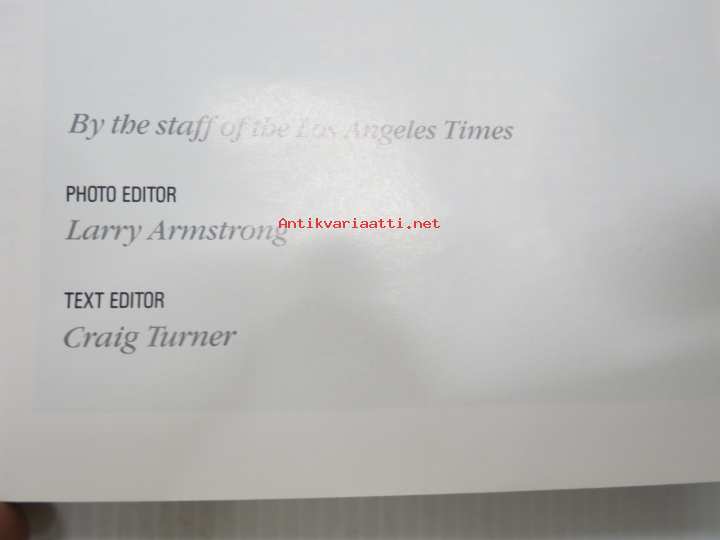 By the staff of the Los Angeles Times
PHOTO EDITOR
Larry Armstrong
Antikvariaatti.net
TEXT EDITOR
Craig Turner